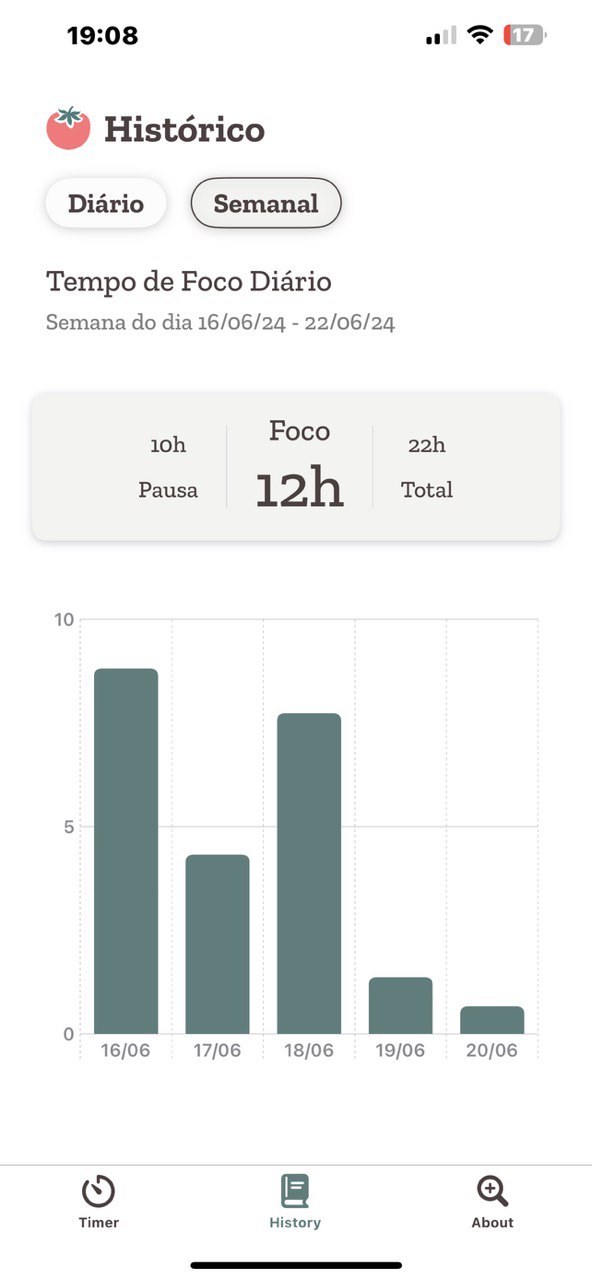 19:08
17
Histórico
Diário Semanal
Tempo de Foco Diário
Semana do dia 16/06/24 - 22/06/24
10h Foco 22h
Pausa 12h Total
10
5
0
16/06 17/06 18/06 19/06 20/06
Timer History About